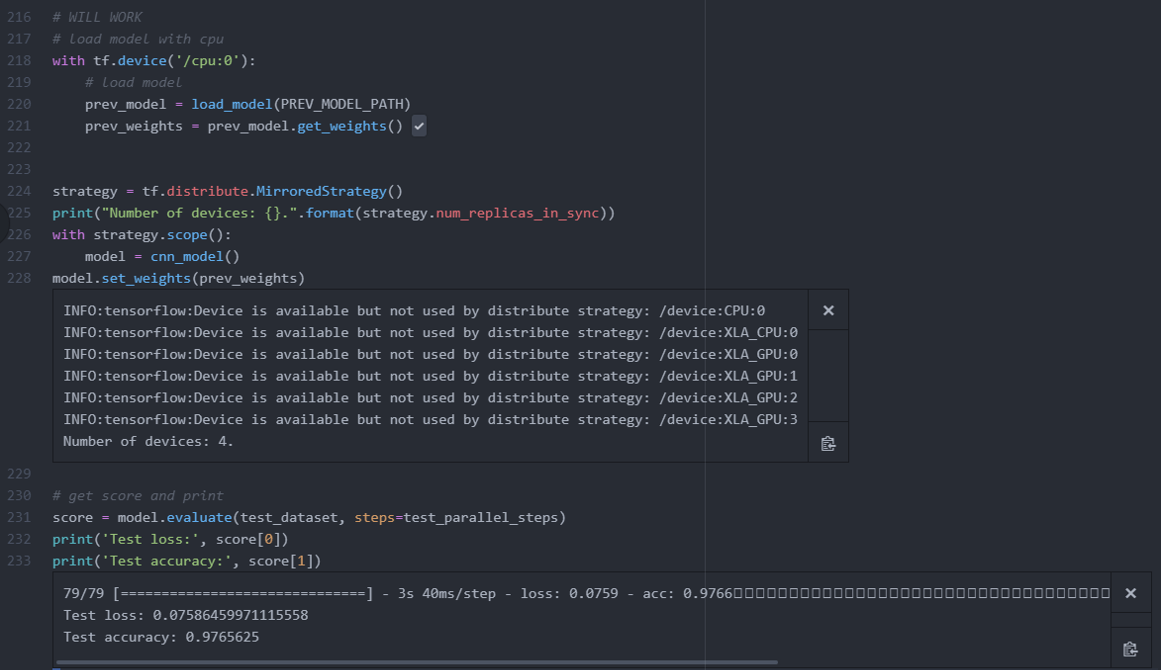 216 # WILL WORK
217 # load model with cpu
218 with tf.device('/cpu:0'):
219     # load model
220     prev_model = load_model(PREV_MODEL_PATH)
221     prev_weights = prev_model.get_weights() ✔
222
223
224 strategy = tf.distribute.MirroredStrategy()
225 print("Number of devices: {}.".format(strategy.num_replicas_in_sync))
226 with strategy.scope():
227     model = cnn_model()
228 model.set_weights(prev_weights)
INFO:tensorflow:Device is available but not used by distribute strategy: /device:CPU:0
INFO:tensorflow:Device is available but not used by distribute strategy: /device:XLA_CPU:0
INFO:tensorflow:Device is available but not used by distribute strategy: /device:XLA_GPU:0
INFO:tensorflow:Device is available but not used by distribute strategy: /device:XLA_GPU:1
INFO:tensorflow:Device is available but not used by distribute strategy: /device:XLA_GPU:2
INFO:tensorflow:Device is available but not used by distribute strategy: /device:XLA_GPU:3
Number of devices: 4.
229
230 # get score and print
231 score = model.evaluate(test_dataset, steps=test_parallel_steps)
232 print('Test loss:', score[0])
233 print('Test accuracy:', score[1])
79/79 [==============================] - 3s 40ms/step - loss: 0.0759 - acc: 0.9766
Test loss: 0.07586459971115558
Test accuracy: 0.9765625